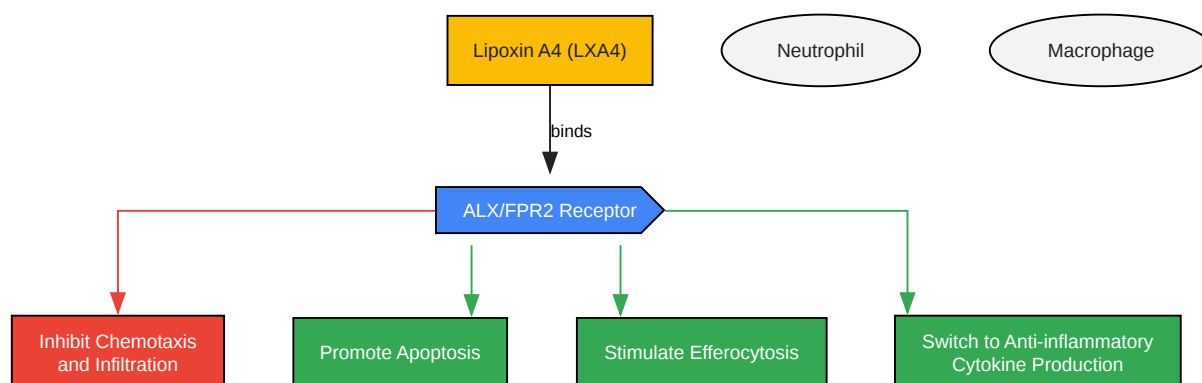 Lipoxin A4 (LXA4)
Neutrophil
Macrophage
binds
ALX/FPR2 Receptor
Inhibit Chemotaxis
and Infiltration
Promote Apoptosis
Stimulate Efferocytosis
Switch to Anti-inflammatory
Cytokine Production